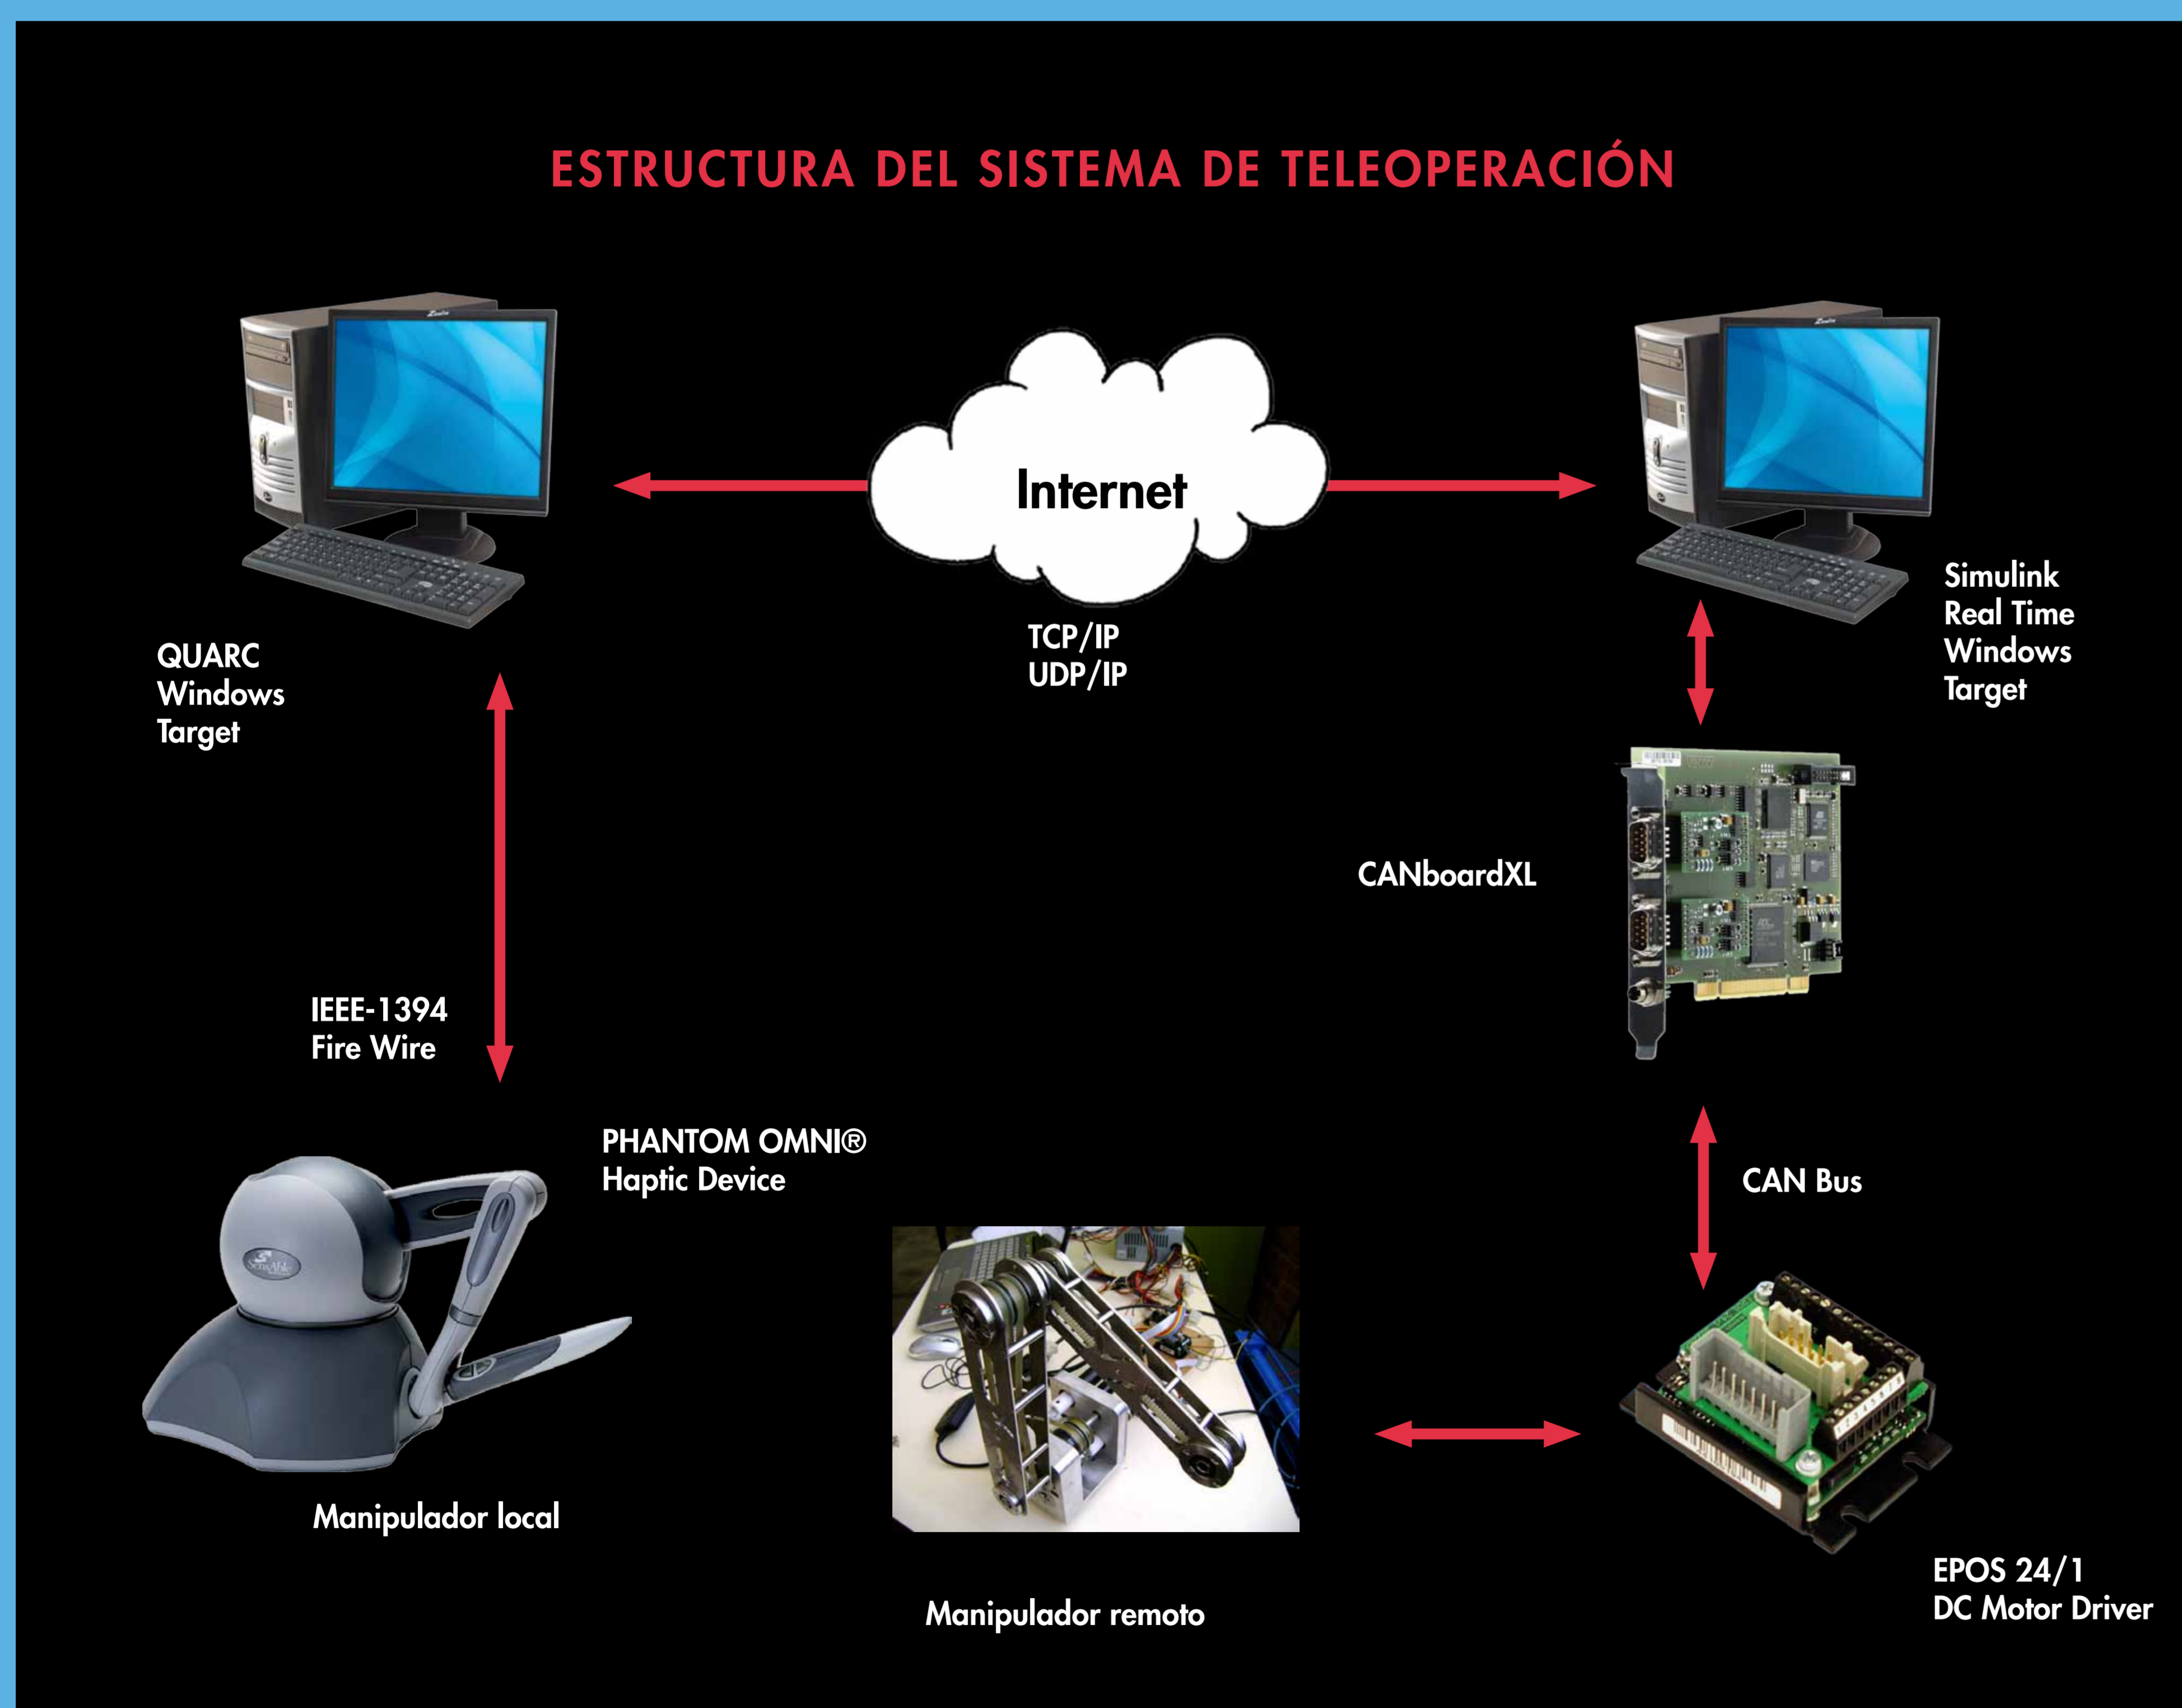 ESTRUCTURA DEL SISTEMA DE TELEOPERACIÓN
Internet
TCP/IP
UDP/IP
QUARC
Windows
Target
Simulink
Real Time
Windows
Target
CANboardXL
IEEE-1394
Fire Wire
PHANTOM OMNI®
Haptic Device
CAN Bus
SensAble
Manipulador local
Manipulador remoto
EPOS 24/1
DC Motor Driver